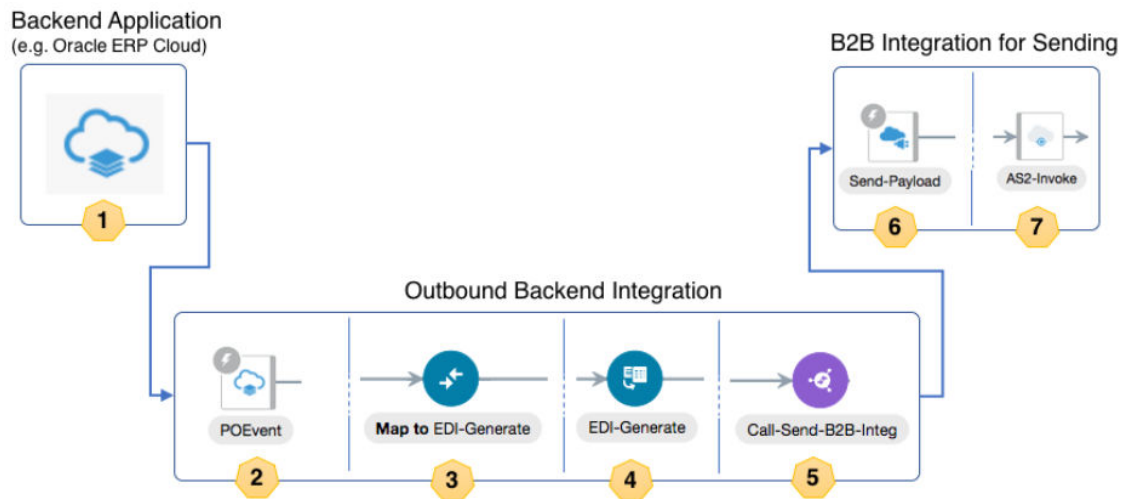 Backend Application
(e.g. Oracle ERP Cloud)
1
B2B Integration for Sending
Send-Payload
AS2-Invoke
6
7
Outbound Backend Integration
POEvent
Map to EDI-Generate
EDI-Generate
Call-Send-B2B-Integ
2
3
4
5